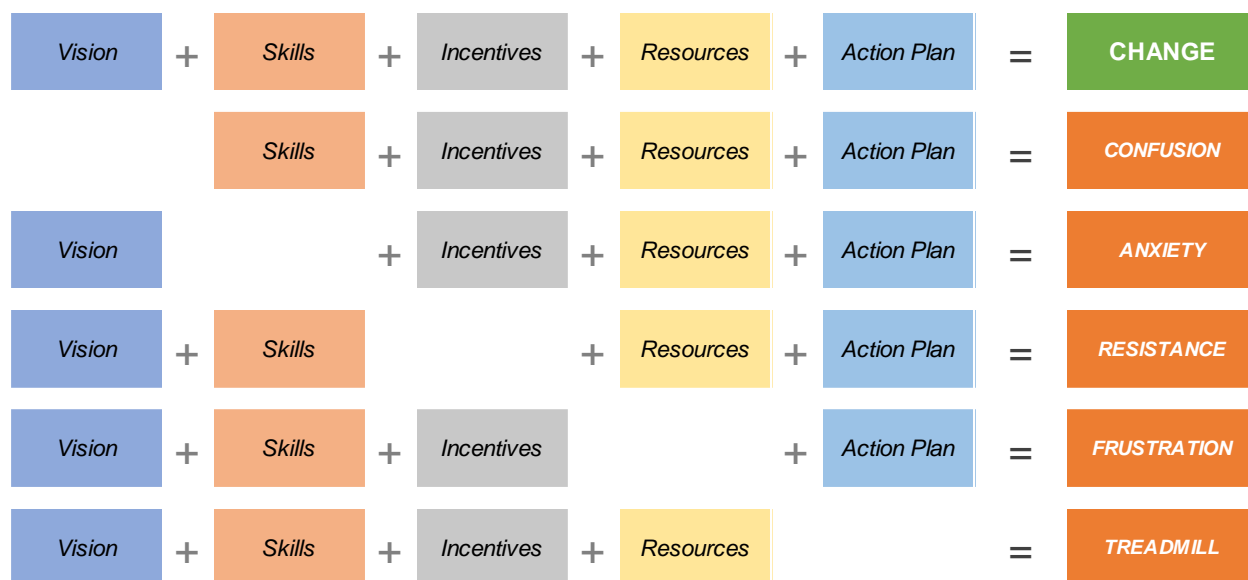 Vision + Skills + Incentives + Resources + Action Plan = CHANGE
Skills + Incentives + Resources + Action Plan = CONFUSION
Vision + Incentives + Resources + Action Plan = ANXIETY
Vision + Skills + Resources + Action Plan = RESISTANCE
Vision + Skills + Incentives + Action Plan = FRUSTRATION
Vision + Skills + Incentives + Resources = TREADMILL